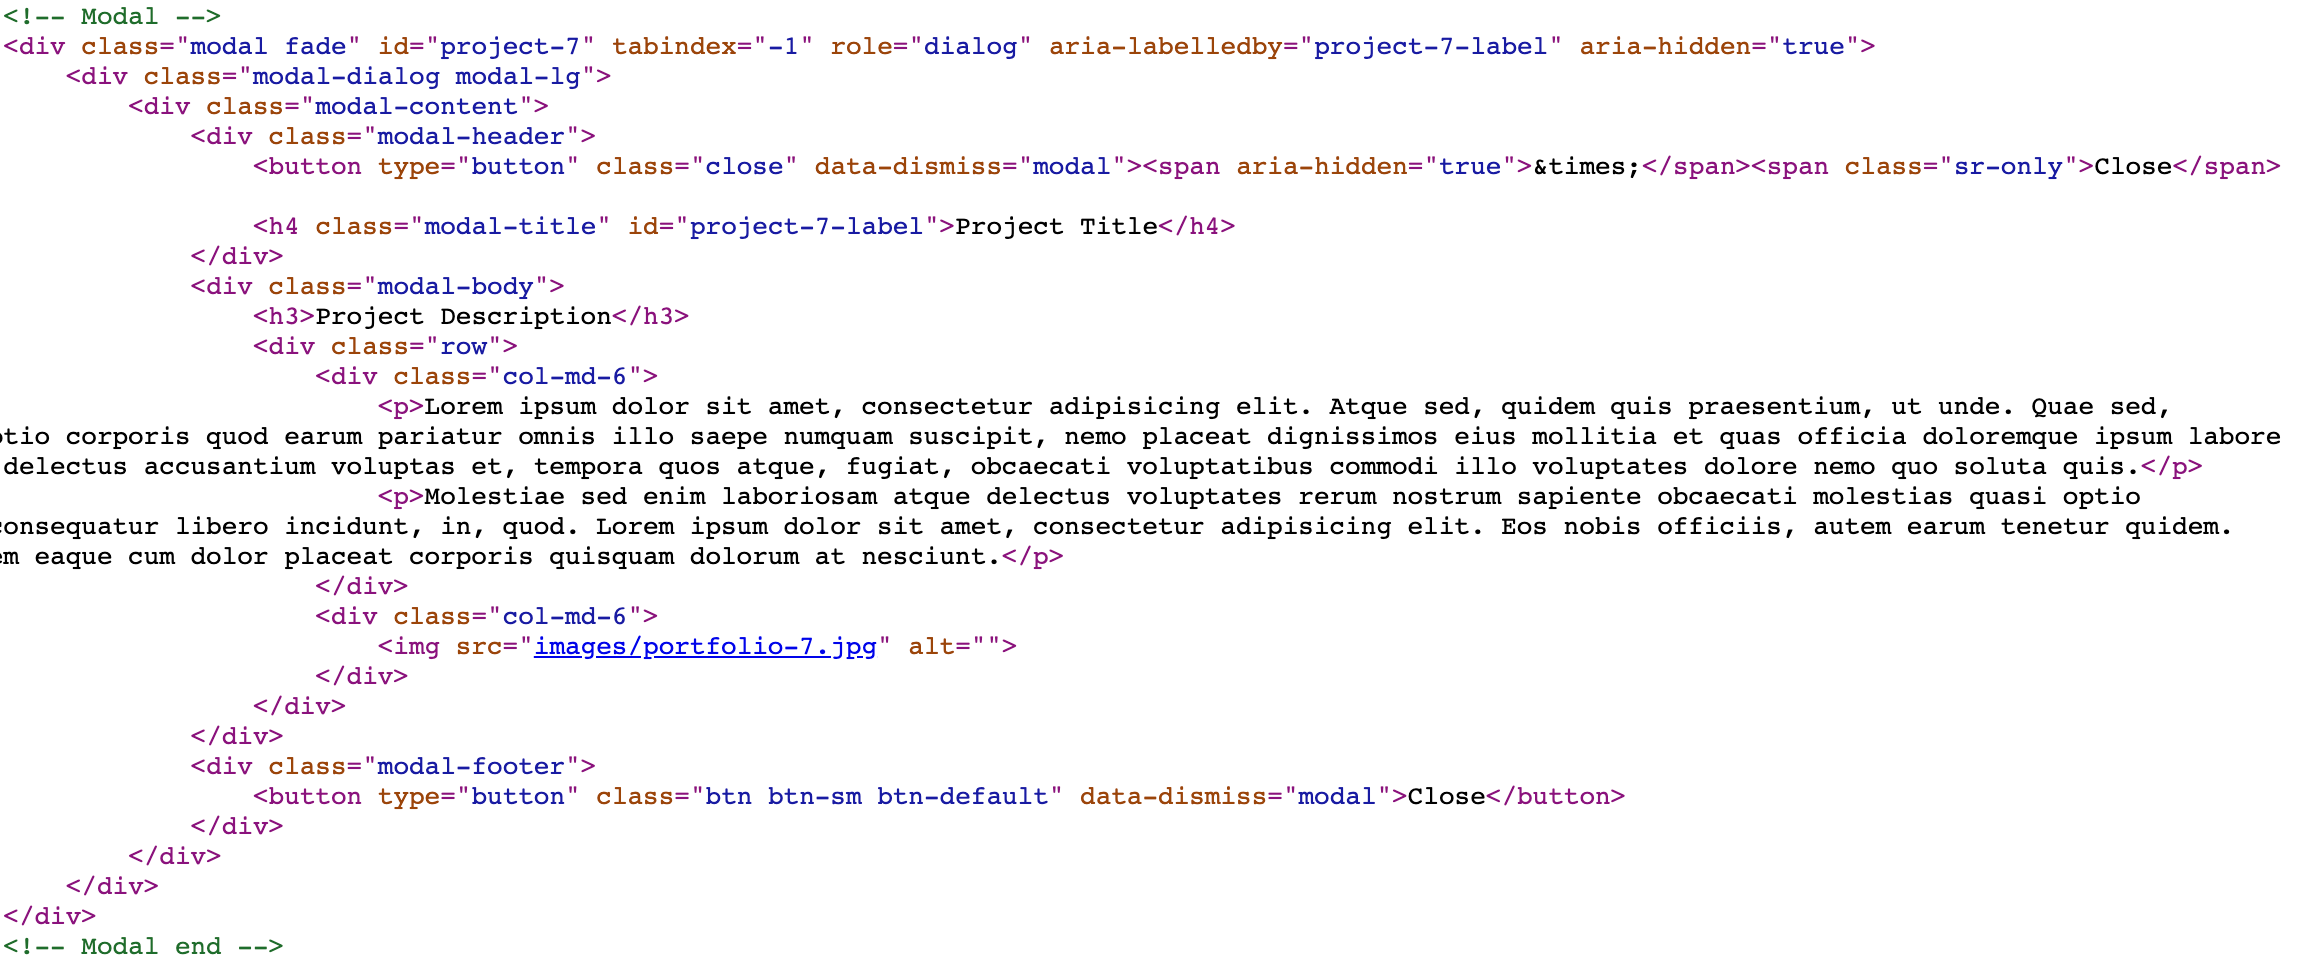 <!-- Modal -->
<div class="modal fade" id="project-7" tabindex="-1" role="dialog" aria-labelledby="project-7-label" aria-hidden="true">
<div class="modal-dialog modal-lg">
<div class="modal-content">
<div class="modal-header">
<button type="button" class="close" data-dismiss="modal"><span aria-hidden="true">&times;</span><span class="sr-only">Close</span>
<h4 class="modal-title" id="project-7-label">Project Title</h4>
</div>
<div class="modal-body">
<h3>Project Description</h3>
<div class="row">
<div class="col-md-6">
<p>Lorem ipsum dolor sit amet, consectetur adipisicing elit. Atque sed, quidem quis praesentium, ut unde. Quae sed,
corporis quod earum pariatur omnis illo saepe numquam suscipit, nemo placeat dignissimos eius mollitia et quas officia doloremque ipsum labore
delectus accusantium voluptas et, tempora quos atque, fugiat, obcaecati voluptatibus commodi illo voluptates dolore nemo quo soluta quis.</p>
<p>Molestiae sed enim laboriosam atque delectus voluptates rerum nostrum sapiente obcaecati molestias quasi optio
consequatur libero incidunt, in, quod. Lorem ipsum dolor sit amet, consectetur adipisicing elit. Eos nobis officiis, autem earum tenetur quidem.
eaque cum dolor placeat corporis quisquam dolorum at nesciunt.</p>
</div>
<div class="col-md-6">
<img src="images/portfolio-7.jpg" alt="">
</div>
</div>
</div>
<div class="modal-footer">
<button type="button" class="btn btn-sm btn-default" data-dismiss="modal">Close</button>
</div>
</div>
</div>
</div>
<!-- Modal end -->